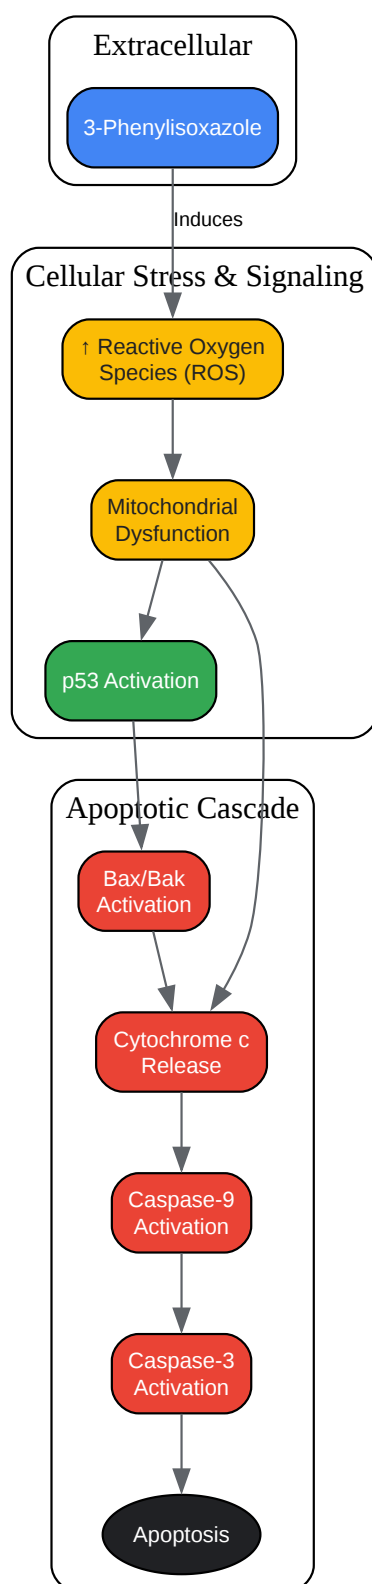 Extracellular
3-Phenylisoxazole
Induces
Cellular Stress & Signaling
↑ Reactive Oxygen
Species (ROS)
Mitochondrial
Dysfunction
p53 Activation
Apoptotic Cascade
Bax/Bak
Activation
Cytochrome c
Release
Caspase-9
Activation
Caspase-3
Activation
Apoptosis